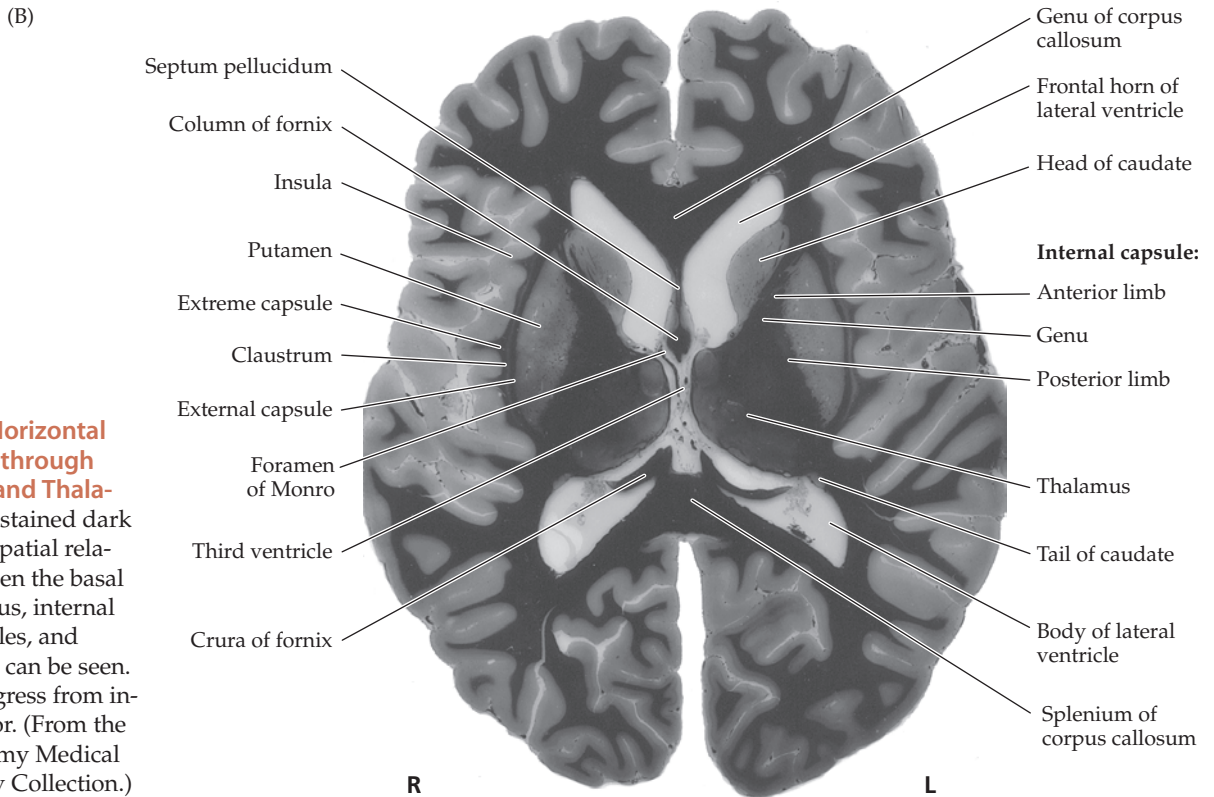 (B)
Septum pellucidum
Column of fornix
Insula
Putamen
Extreme capsule
Claustrum
External capsule
Foramen
of Monro
Third ventricle
Crura of fornix
Genu of corpus
callosum
Frontal horn of
lateral ventricle
Head of caudate
Internal capsule:
Anterior limb
Genu
Posterior limb
Thalamus
Tail of caudate
Body of lateral
ventricle
Splenium of
corpus callosum
R
L
Horizontal
through
and Thala-
stained dark
patial rela-
en the basal
us, internal
les, and
can be seen.
gress from in-
or. (From the
my Medical
y Collection.)